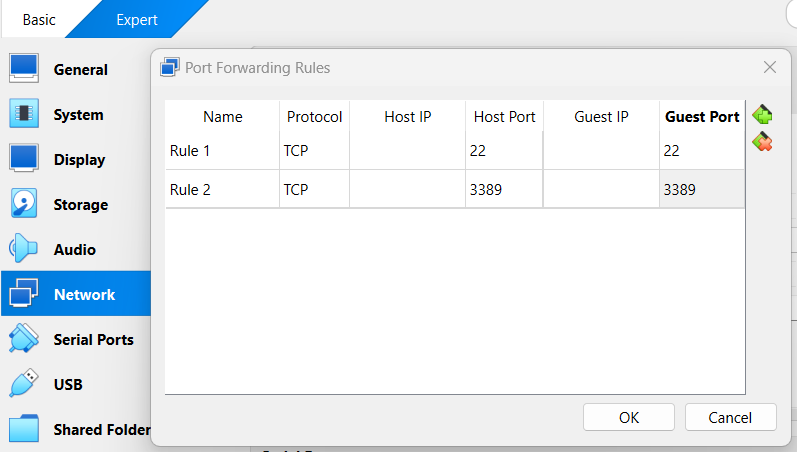 Basic Expert
General
System
Display
Storage
Audio
Network
Serial Ports
USB
Shared Folder
Port Forwarding Rules
Name Protocol Host IP Host Port Guest IP Guest Port
Rule 1 TCP 22 22
Rule 2 TCP 3389 3389
OK Cancel